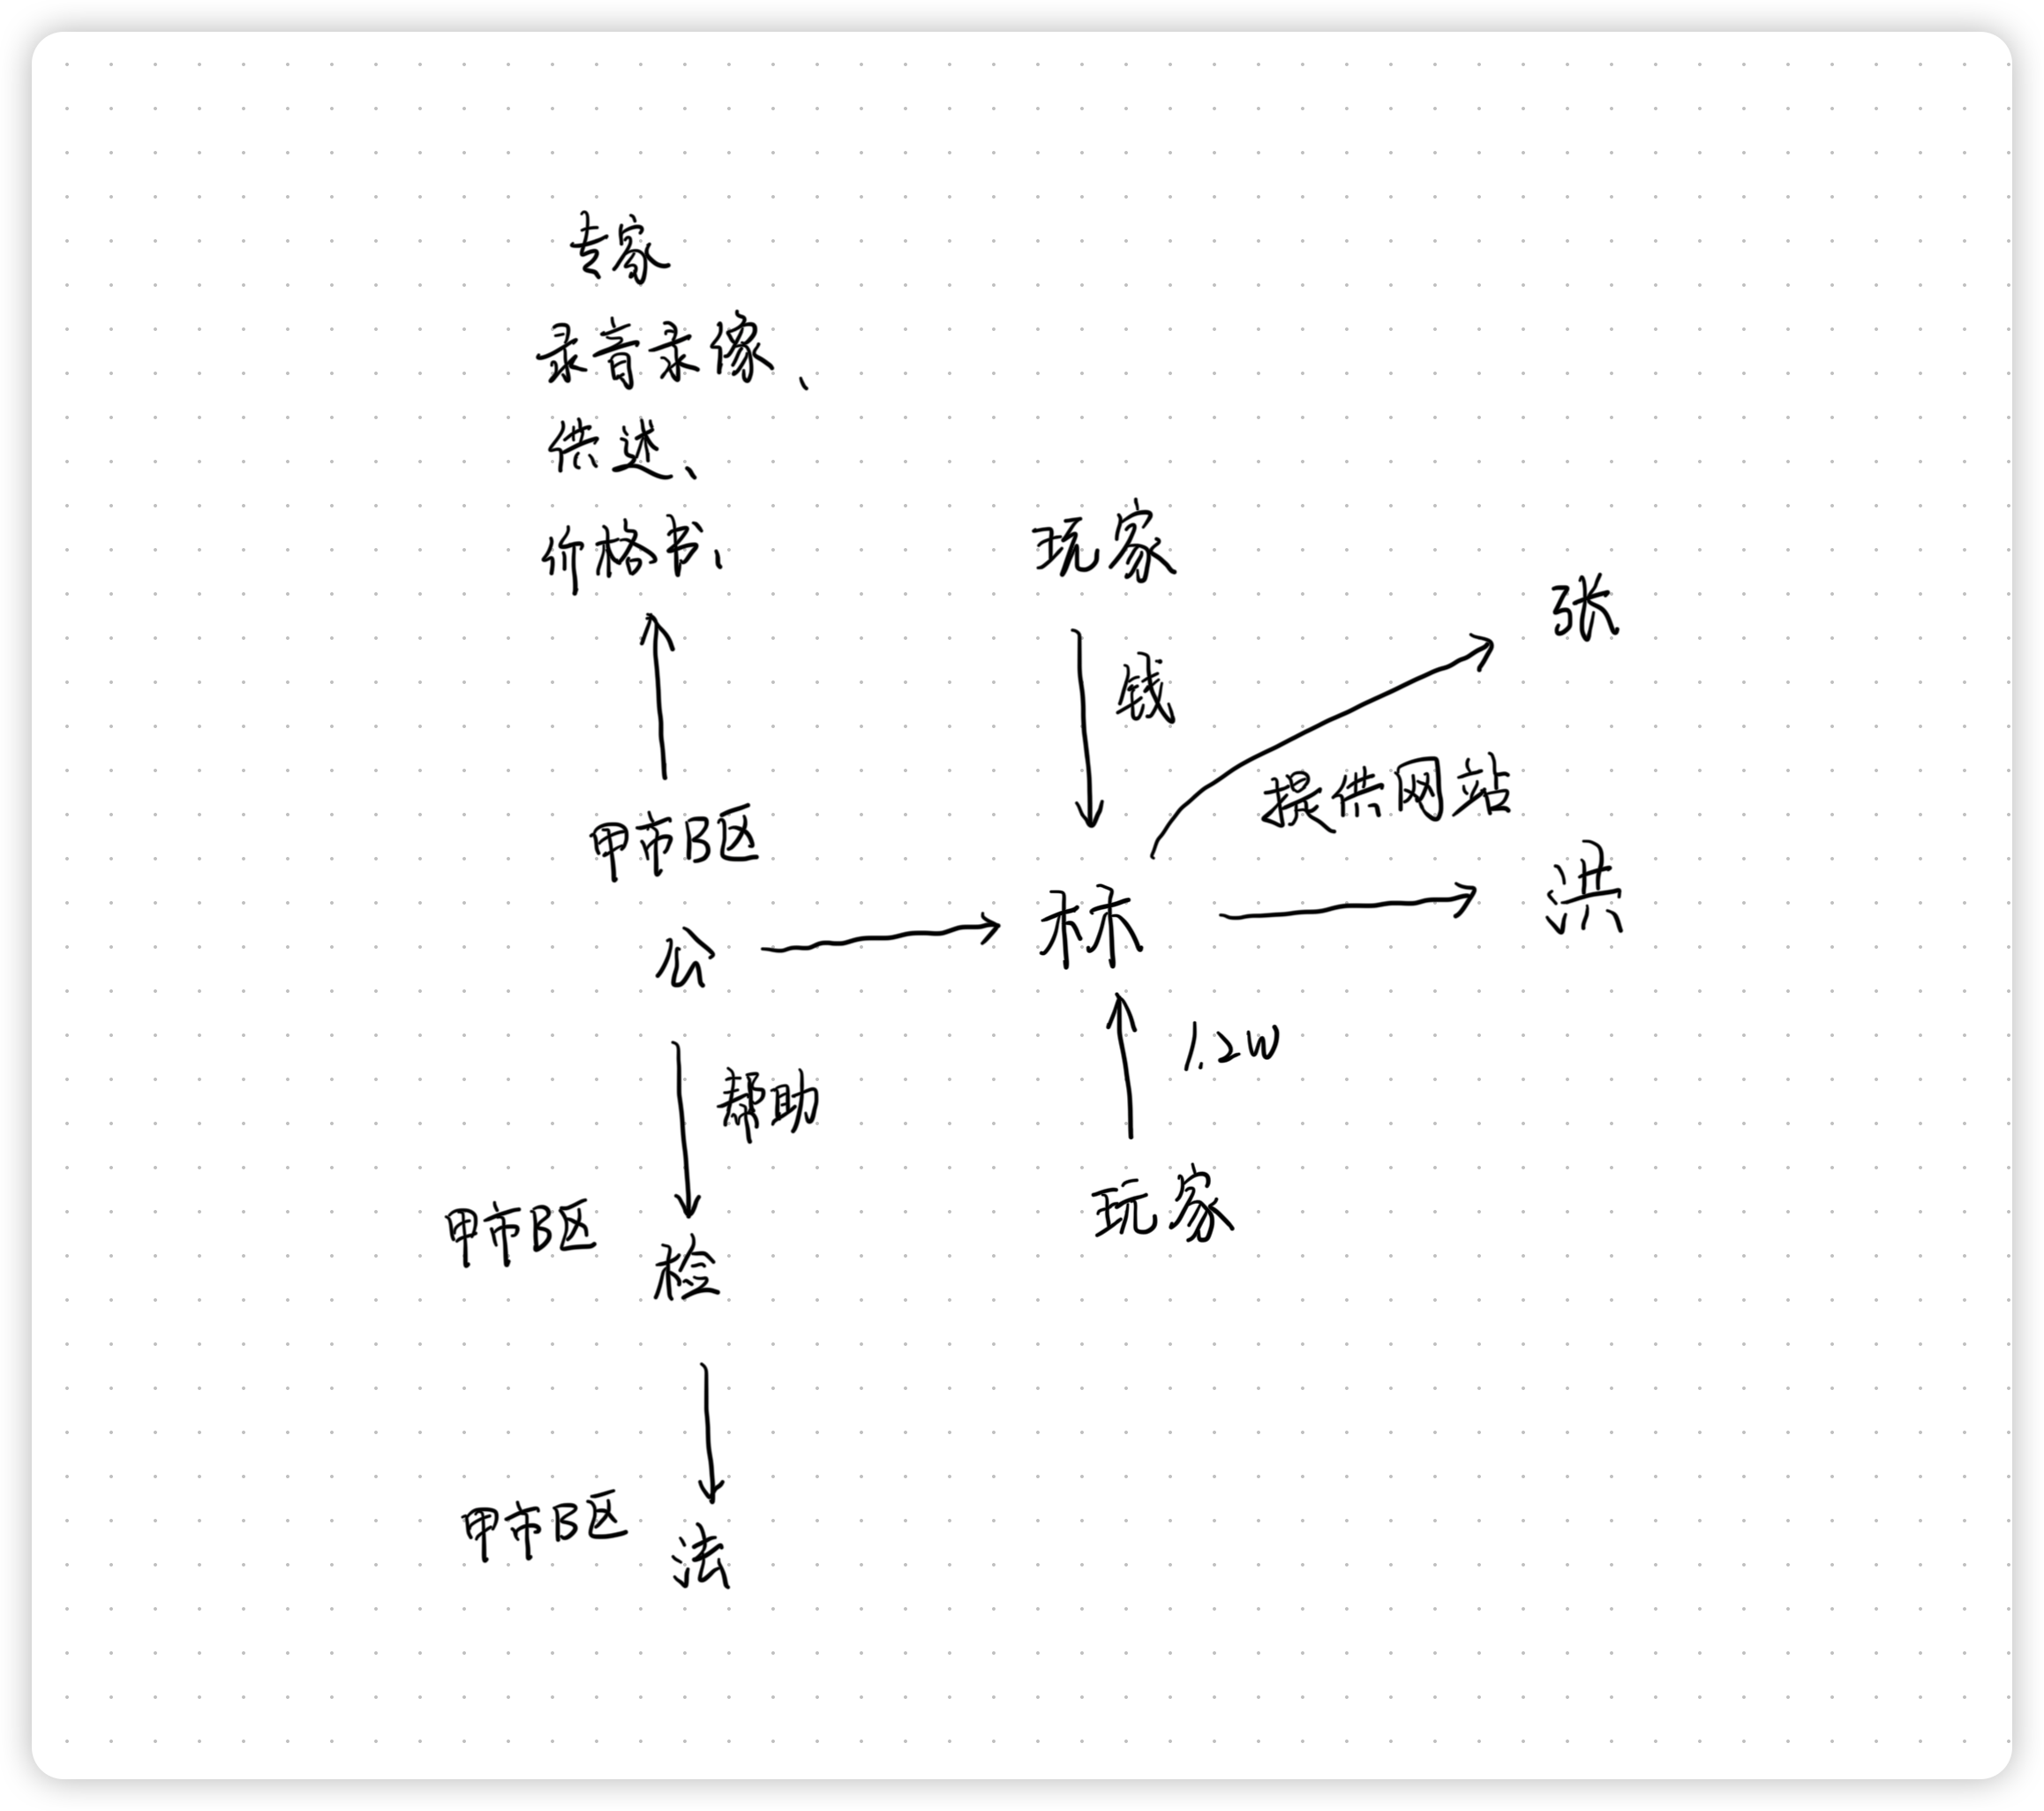 专家
录音录像、
供述、
价格书、
玩家
张
钱
提供网站
甲市B区
洪
公
林
1.2W
帮助
玩家
甲市B区
检
甲市B区
法